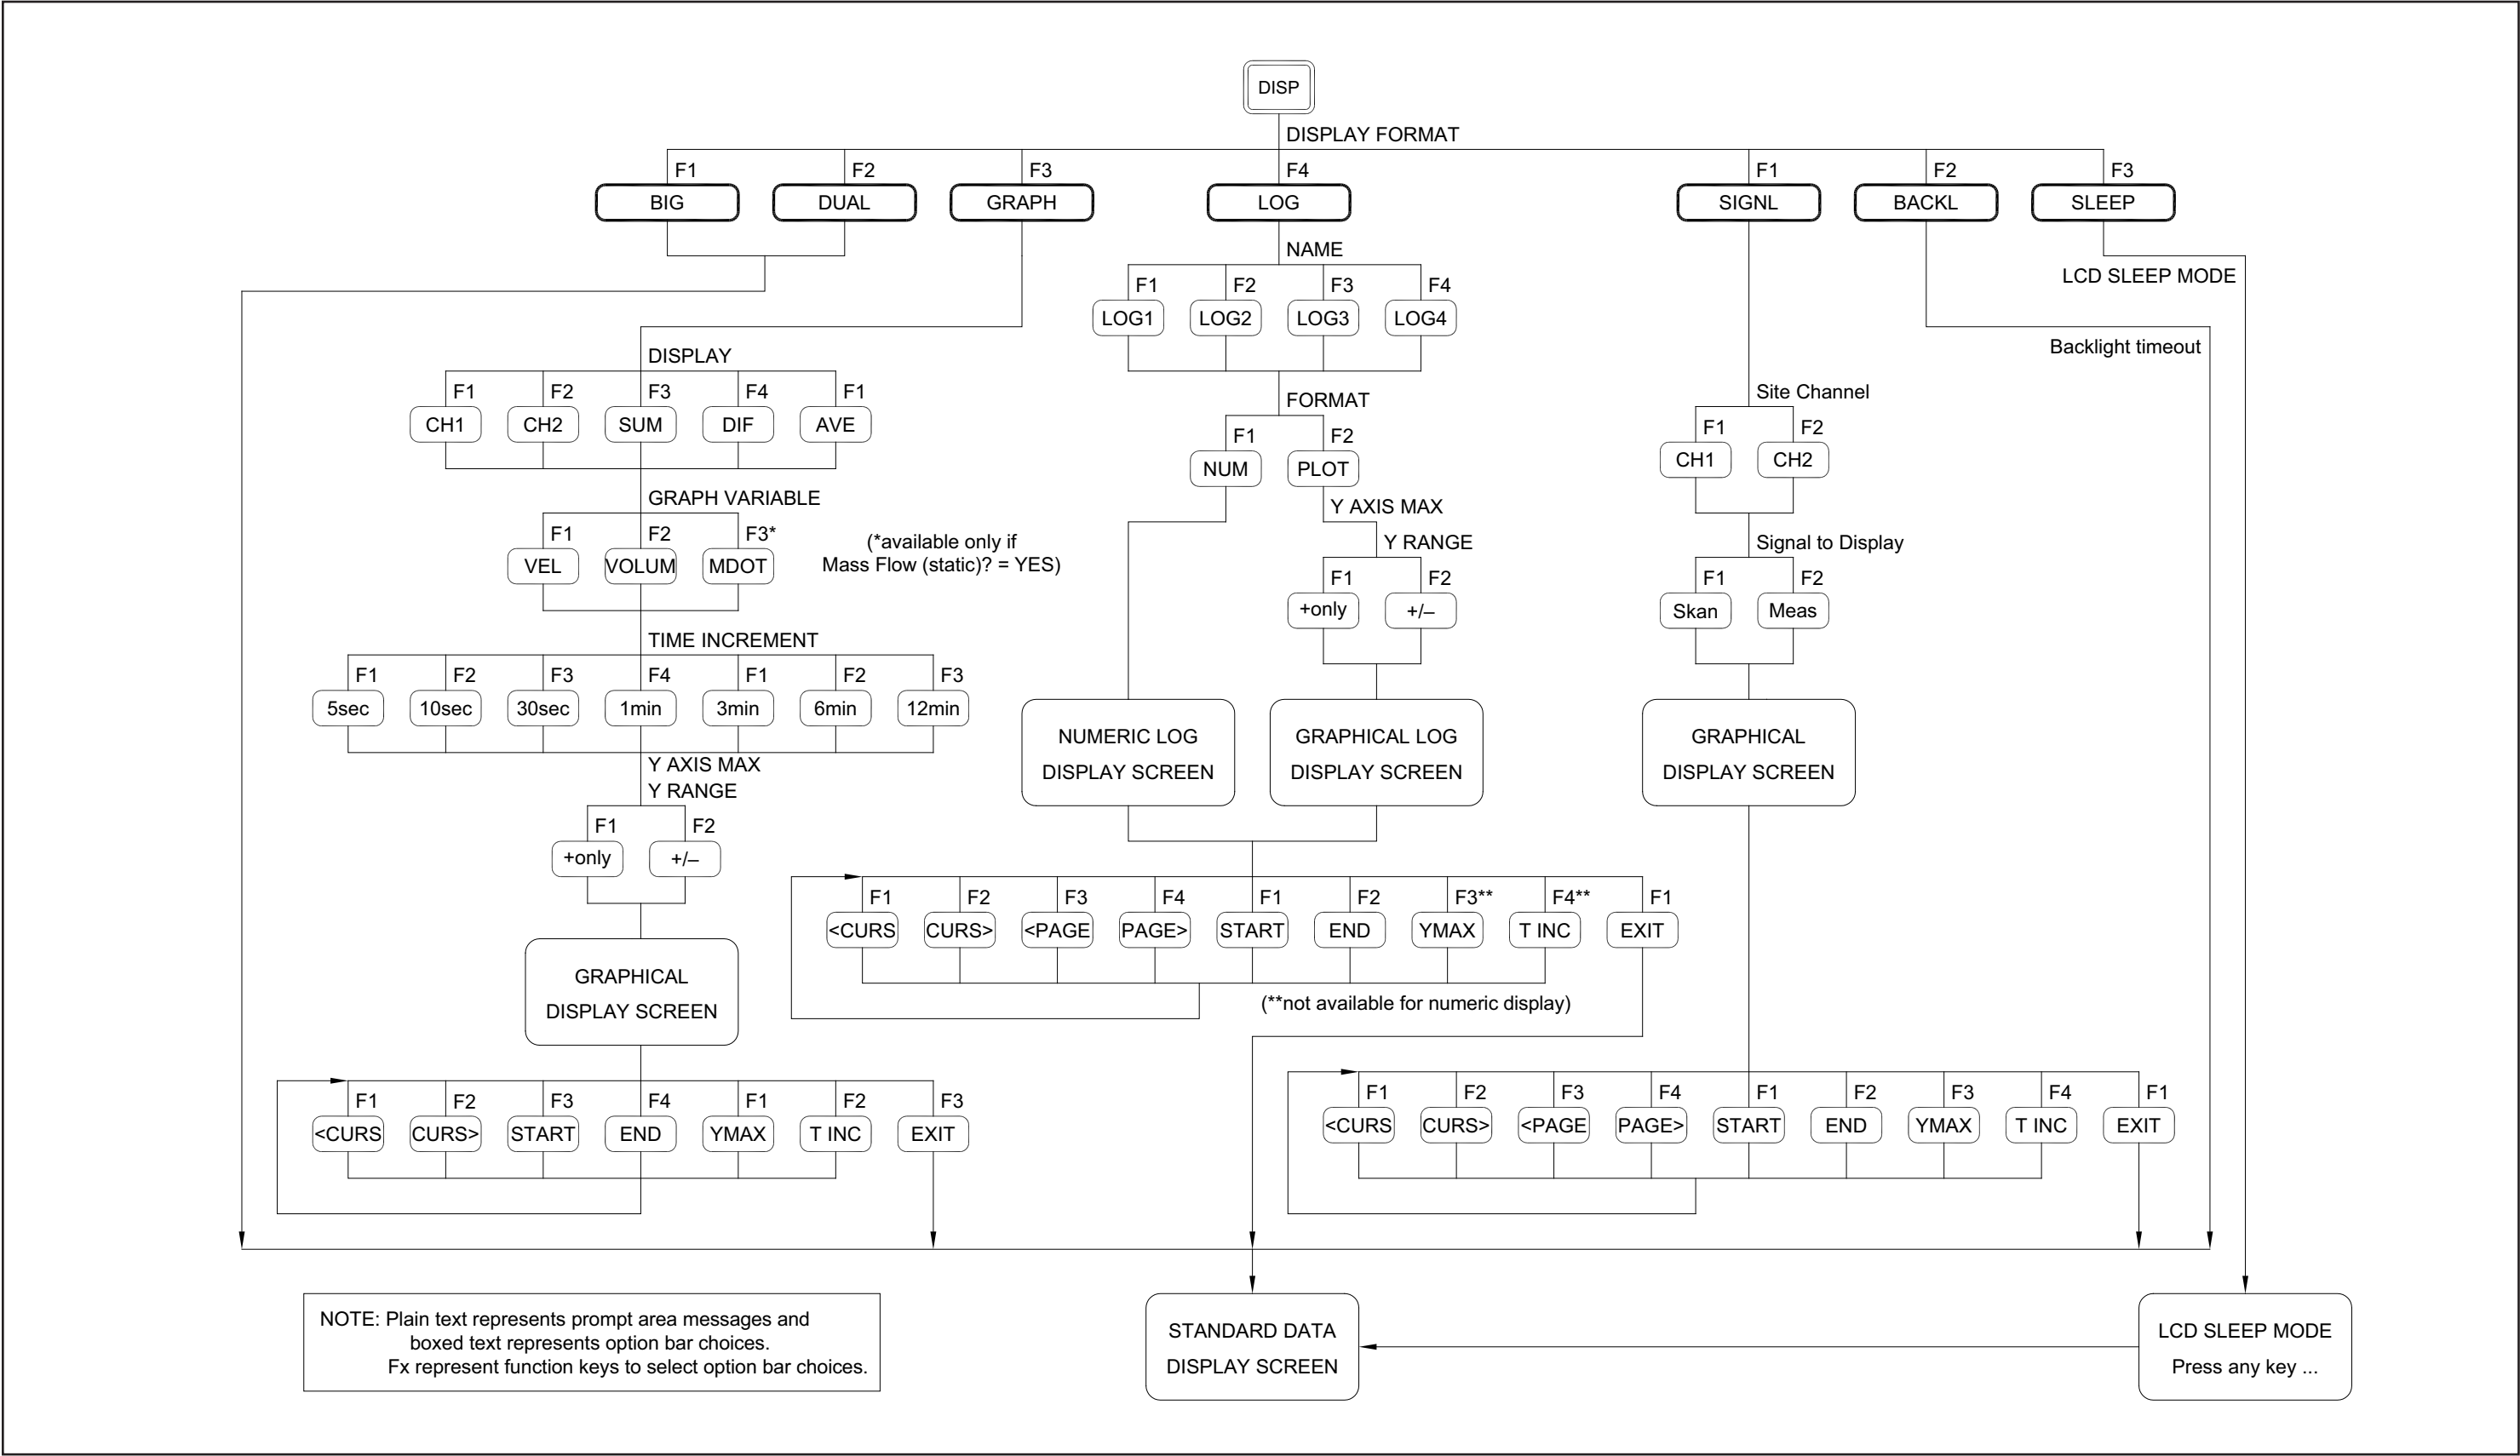 DISP
DISPLAY FORMAT
F1 F2 F3 F4 F1 F2 F3
BIG DUAL GRAPH LOG SIGNL BACKL SLEEP
NAME
LCD SLEEP MODE
F1 F2 F3 F4
LOG1 LOG2 LOG3 LOG4
Backlight timeout
DISPLAY
F1 F2 F3 F4 F1
CH1 CH2 SUM DIF AVE
FORMAT
F1 F2
NUM PLOT
Site Channel
F1 F2
CH1 CH2
GRAPH VARIABLE
F1 F2 F3*
VEL VOLUM MDOT
(*available only if
Mass Flow (static)? = YES)
Y AXIS MAX
Y RANGE
F1 F2
+only +/–
Signal to Display
F1 F2
Skan Meas
TIME INCREMENT
F1 F2 F3 F4 F1 F2 F3
5sec 10sec 30sec 1min 3min 6min 12min
Y AXIS MAX
Y RANGE
F1 F2
+only +/–
NUMERIC LOG
DISPLAY SCREEN
GRAPHICAL LOG
DISPLAY SCREEN
GRAPHICAL
DISPLAY SCREEN
F1 F2 F3 F4 F1 F2 F3** F4** F1
<CURS CURS> <PAGE PAGE> START END YMAX T INC EXIT
(**not available for numeric display)
GRAPHICAL
DISPLAY SCREEN
F1 F2 F3 F4 F1 F2 F3
<CURS CURS> START END YMAX T INC EXIT
F1 F2 F3 F4 F1 F2 F3 F4 F1
<CURS CURS> <PAGE PAGE> START END YMAX T INC EXIT
NOTE: Plain text represents prompt area messages and
boxed text represents option bar choices.
Fx represent function keys to select option bar choices.
STANDARD DATA
DISPLAY SCREEN
LCD SLEEP MODE
Press any key ...